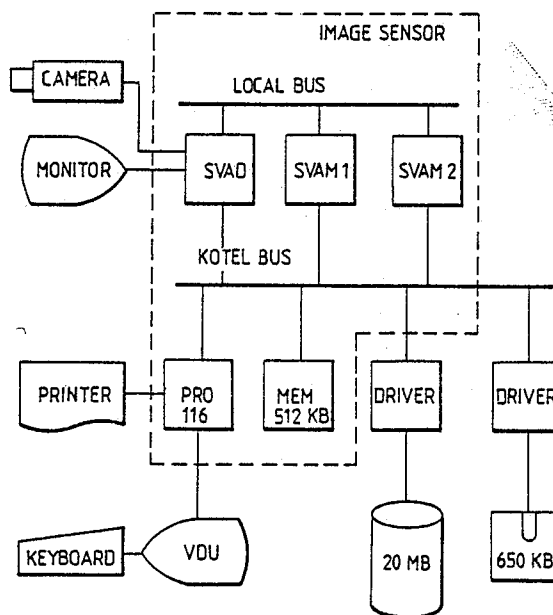 IMAGE SENSOR
CAMERA
LOCAL BUS
MONITOR
SVAD
SVAM 1
SVAM 2
KOTEL BUS
PRINTER
PRO
116
MEM
512 KB
DRIVER
DRIVER
KEYBOARD
VDU
20 MB
650 KB